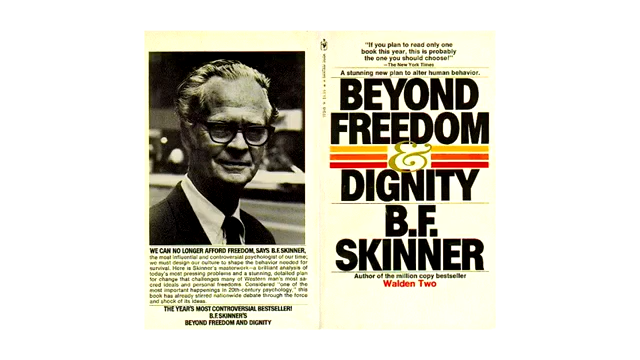 WE CAN NO LONGER AFFORD FREEDOM, SAYS B.F. SKINNER,
the most influential and controversial psychologist of our time;
we must design our culture to shape the behavior needed for
survival. Here is Skinner's masterwork—a brilliant analysis of
today's most pressing problems and a stunning, detailed plan
for change that challenges many of Western man's most sa-
cred ideals and personal freedoms. Considered "one of the
most important happenings in 20th-century psychology," this
book has already stirred nationwide debate through the force
and shock of its ideas.
THE YEAR'S MOST CONTROVERSIAL BESTSELLER!
B.F. SKINNER'S
BEYOND FREEDOM AND DIGNITY
"If you plan to read only one
book this year, this is probably
the one you should choose!"
—The New York Times
A stunning new plan to alter human behavior.
BEYOND
FREEDOM
&
DIGNITY
B.F.
SKINNER
Author of the million copy bestseller
Walden Two